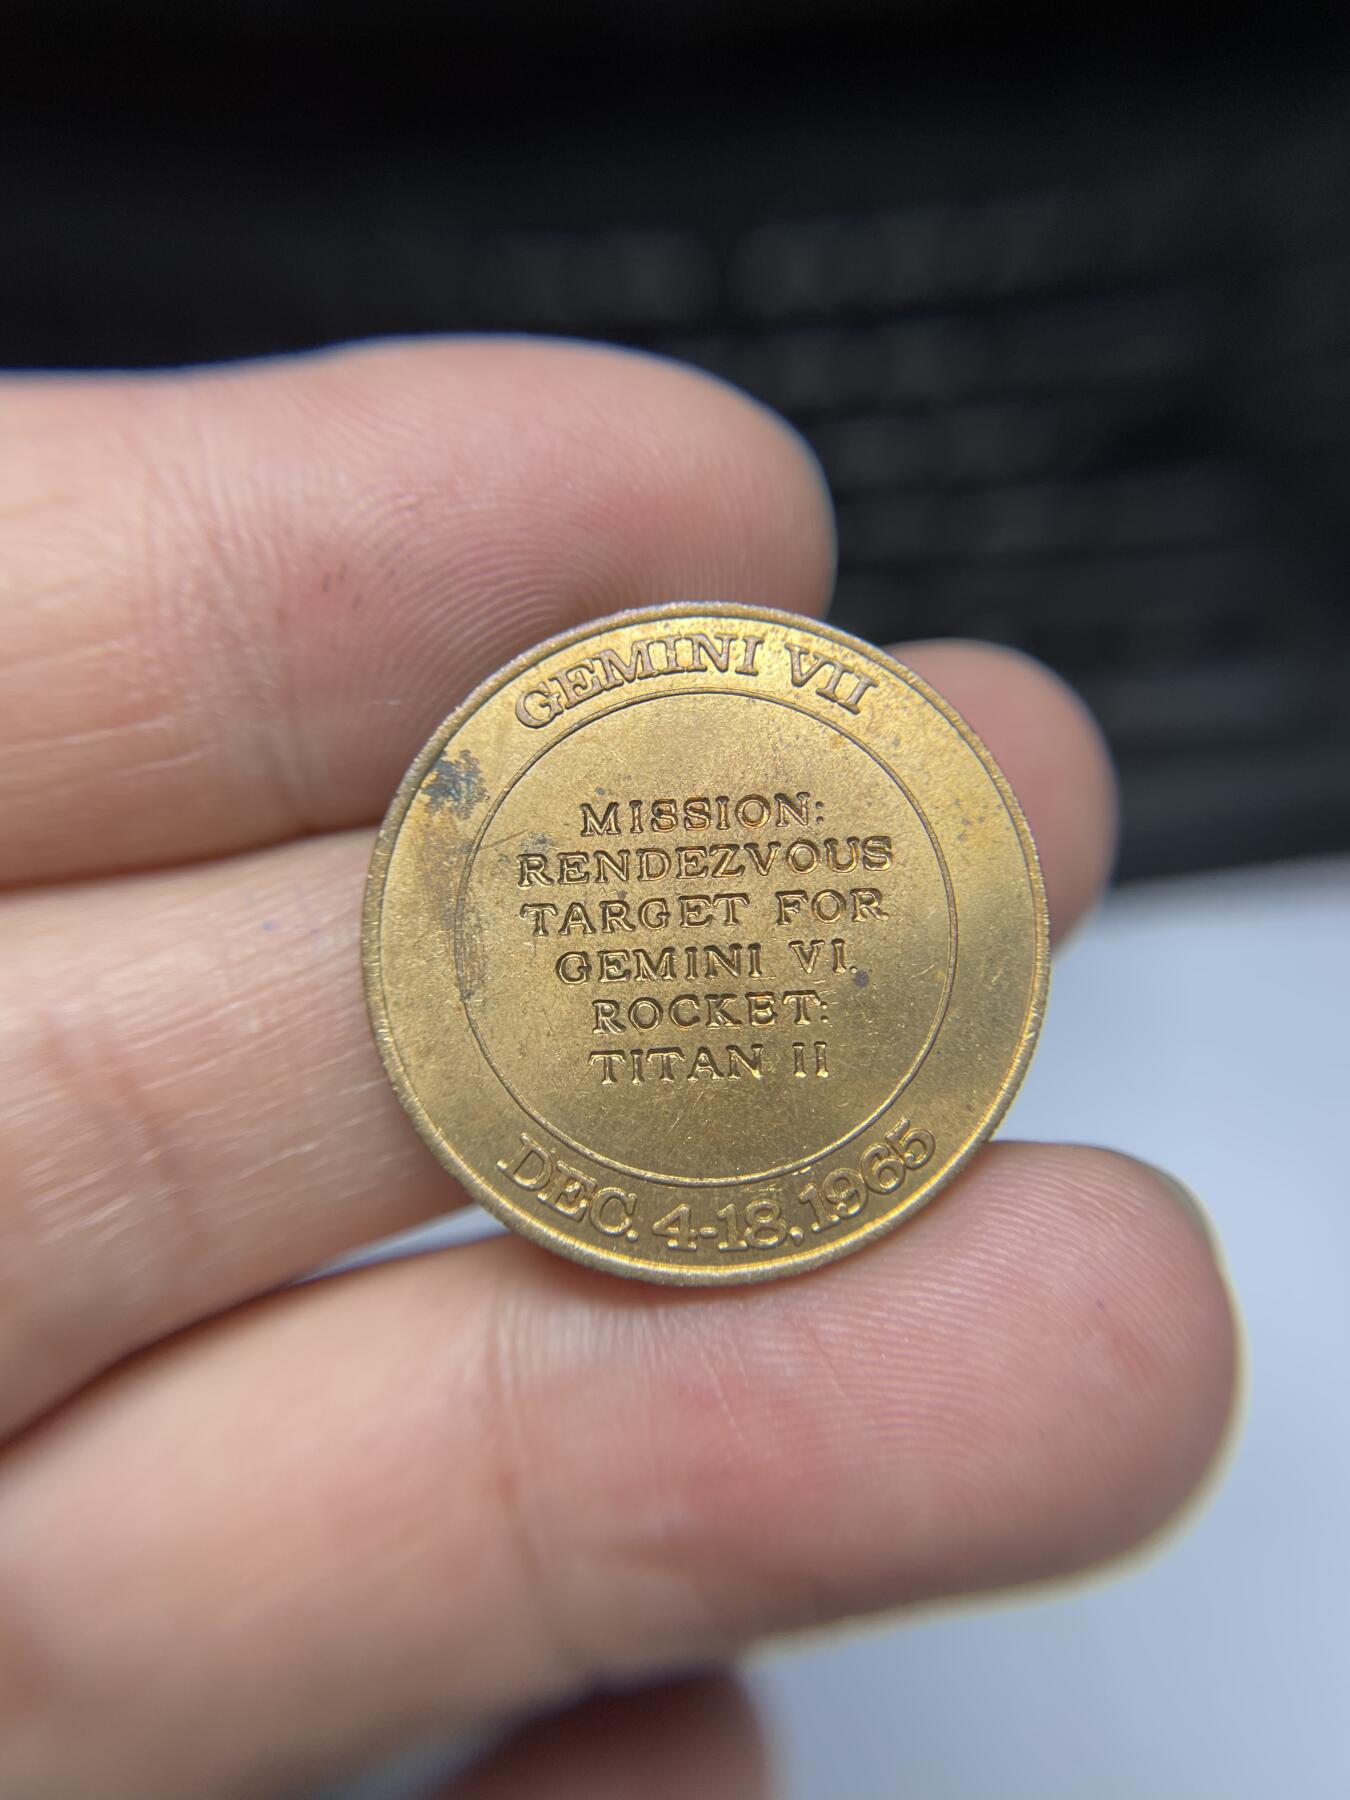 GEMINI VII
MISSION:
RENDEZVOUS
TARGET FOR
GEMINI VI.
ROCKET:
TITAN II
DEC. 4-18, 1965